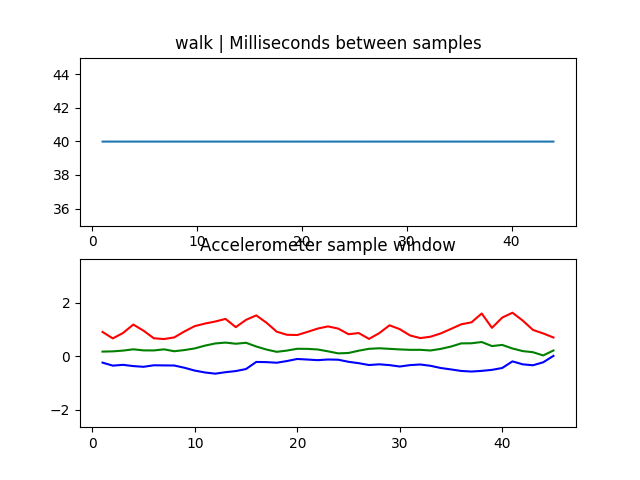 walk | Milliseconds between samples
44
42
40
38
36
0 10 20 30 40
Accelerometer sample window
2
0
−2
0 10 20 30 40